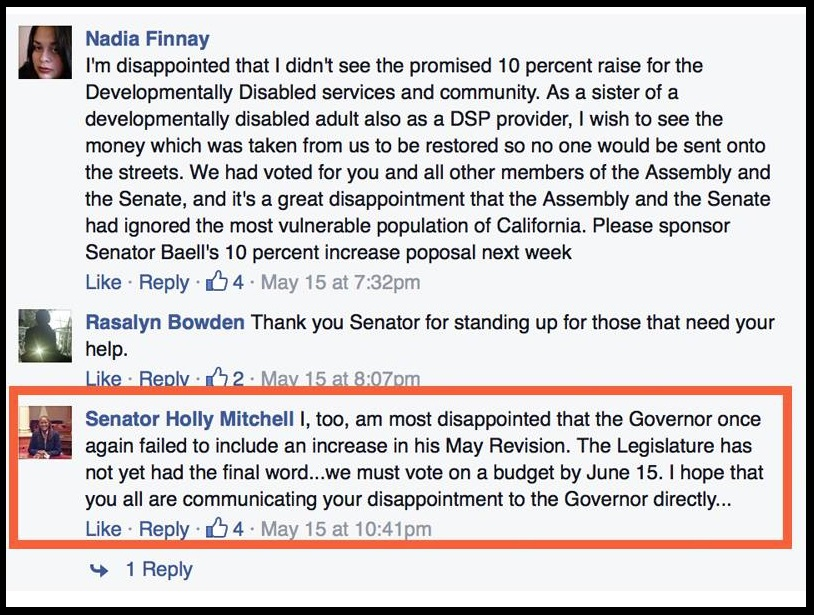 Nadia Finnay
I'm disappointed that I didn't see the promised 10 percent raise for the
Developmentally Disabled services and community. As a sister of a
developmentally disabled adult also as a DSP provider, I wish to see the
money which was taken from us to be restored so no one would be sent onto
the streets. We had voted for you and all other members of the Assembly and
the Senate, and it's a great disappointment that the Assembly and the Senate
had ignored the most vulnerable population of California. Please sponsor
Senator Baell's 10 percent increase poposal next week
Like · Reply · 4 · May 15 at 7:32pm
Rasalyn Bowden Thank you Senator for standing up for those that need your
help.
Like · Reply · 2 · May 15 at 8:07pm
Senator Holly Mitchell I, too, am most disappointed that the Governor once
again failed to include an increase in his May Revision. The Legislature has
not yet had the final word...we must vote on a budget by June 15. I hope that
you all are communicating your disappointment to the Governor directly...
Like · Reply · 4 · May 15 at 10:41pm
1 Reply